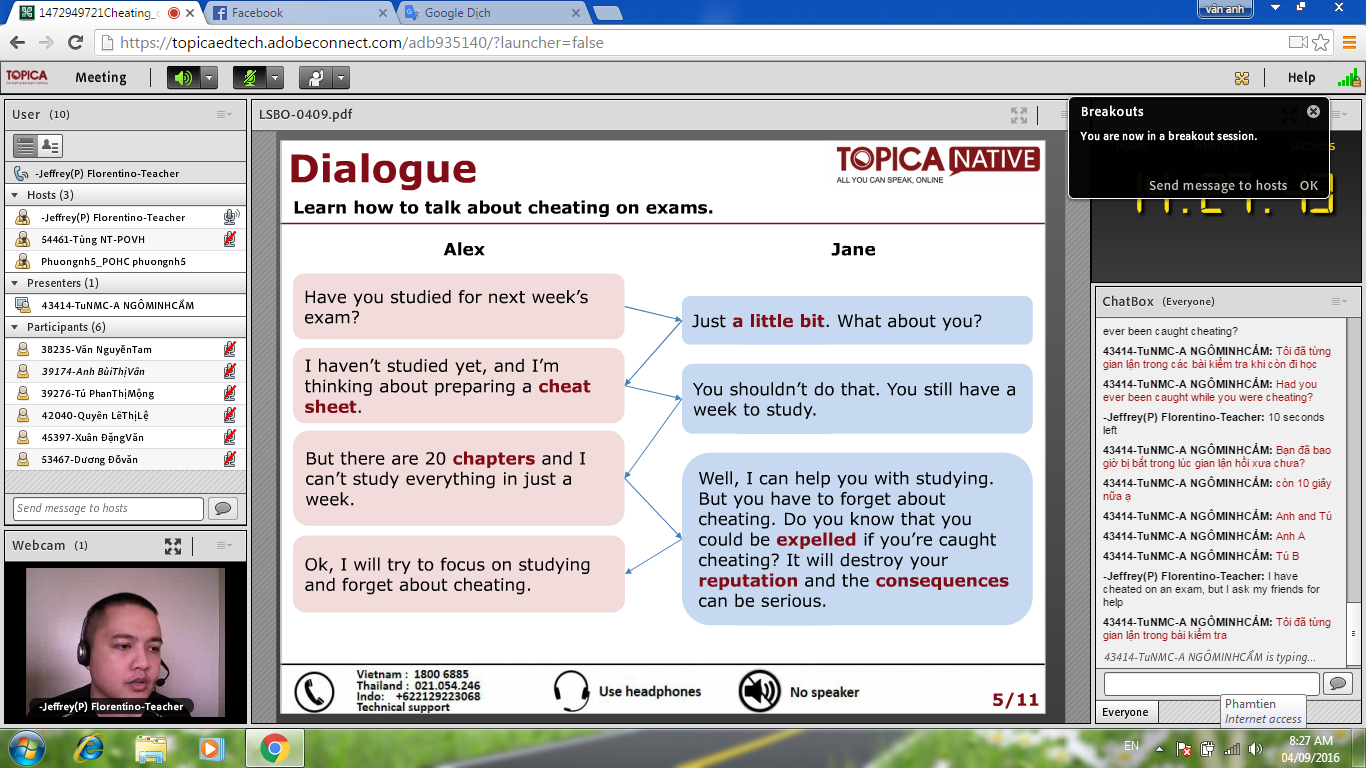 1472949721Cheating_
Facebook
Google Dịch
vân anh
https://topicaedtech.adobeconnect.com/adb935140/?launcher=false
TOPICA
Meeting
Help
User (10)
-Jeffrey(P) Florentino-Teacher
Hosts (3)
-Jeffrey(P) Florentino-Teacher
54461-Tùng NT-POVH
Phuongnh5_POHC phuongnh5
Presenters (1)
43414-TuNMC-A NGÔMINHCẨM
Participants (6)
38235-Văn NguyễnTam
39174-Anh BùiThịVân
39276-Tú PhanThịMộng
42040-Quyên LêThịLệ
45397-Xuân ĐặngVăn
53467-Dương Đỗvăn
Send message to hosts
Webcam (1)
-Jeffrey(P) Florentino-Teacher
LSBO-0409.pdf
Dialogue
TOPICA NATIVE
ALL YOU CAN SPEAK, ONLINE
Learn how to talk about cheating on exams.
Alex
Jane
Have you studied for next week's
exam?
Just a little bit. What about you?
I haven't studied yet, and I'm
thinking about preparing a cheat
sheet.
You shouldn't do that. You still have a
week to study.
But there are 20 chapters and I
can't study everything in just a
week.
Well, I can help you with studying.
But you have to forget about
cheating. Do you know that you
could be expelled if you're caught
cheating? It will destroy your
reputation and the consequences
can be serious.
Ok, I will try to focus on studying
and forget about cheating.
Vietnam : 1800 6885
Thailand : 021.054.246
Indo: +622129223068
Technical support
Use headphones
No speaker
5/11
Breakouts
You are now in a breakout session.
Send message to hosts OK
ChatBox (Everyone)
ever been caught cheating?
43414-TuNMC-A NGÔMINHCẨM: Tôi đã từng
gian lận trong các bài kiểm tra khi còn đi học
43414-TuNMC-A NGÔMINHCẨM: Had you
ever been caught while you were cheating?
-Jeffrey(P) Florentino-Teacher: 10 seconds
left
43414-TuNMC-A NGÔMINHCẨM: Bạn đã bao
giờ bị bắt trong lúc gian lận hồi xưa chưa?
43414-TuNMC-A NGÔMINHCẨM: còn 10 giây
nữa ạ
43414-TuNMC-A NGÔMINHCẨM: Anh and Tú
43414-TuNMC-A NGÔMINHCẨM: Anh A
43414-TuNMC-A NGÔMINHCẨM: Tú B
-Jeffrey(P) Florentino-Teacher: I have
cheated on an exam, but I ask my friends for
help
43414-TuNMC-A NGÔMINHCẨM: Tôi đã từng
gian lận trong bài kiểm tra
43414-TuNMC-A NGÔMINHCẨM is typing...
Everyone
Phamtien
Internet access
EN
8:27 AM
04/09/2016